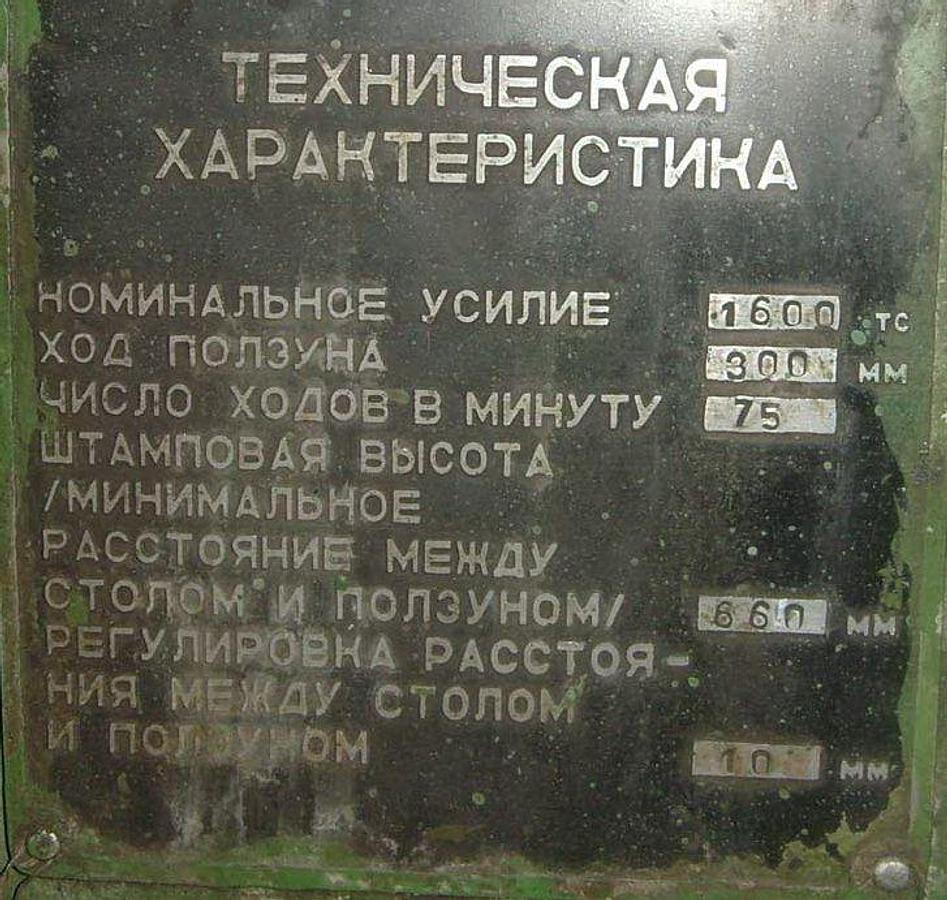 ТЕХНИЧЕСКАЯ
ХАРАКТЕРИСТИКА
НОМИНАЛЬНОЕ УСИЛИЕ 1600 ТС
ХОД ПОЛЗУНА 300 ММ
ЧИСЛО ХОДОВ В МИНУТУ 75
ШТАМПОВАЯ ВЫСОТА
/МИНИМАЛЬНОЕ
РАССТОЯНИЕ МЕЖДУ
СТОЛОМ И ПОЛЗУНОМ/ 660 ММ
РЕГУЛИРОВКА РАССТОЯ-
НИЯ МЕЖДУ СТОЛОМ
И ПОЛЗУНОМ 10 ММ